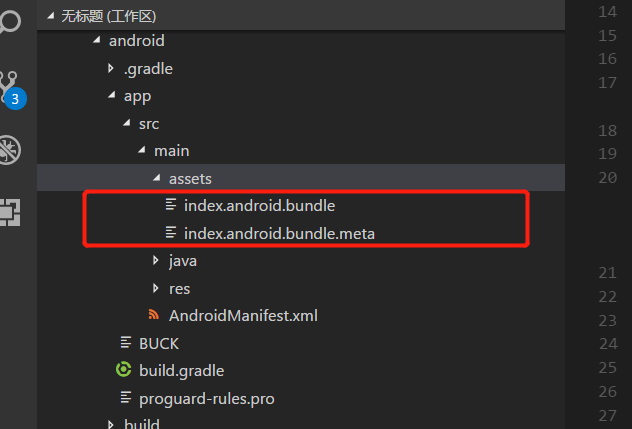 无标题 (工作区)
android
.gradle
app
src
main
assets
index.android.bundle
index.android.bundle.meta
java
res
AndroidManifest.xml
BUCK
build.gradle
proguard-rules.pro
build
3
14
15
16
17
18
19
20
21
22
23
24
25
26
27